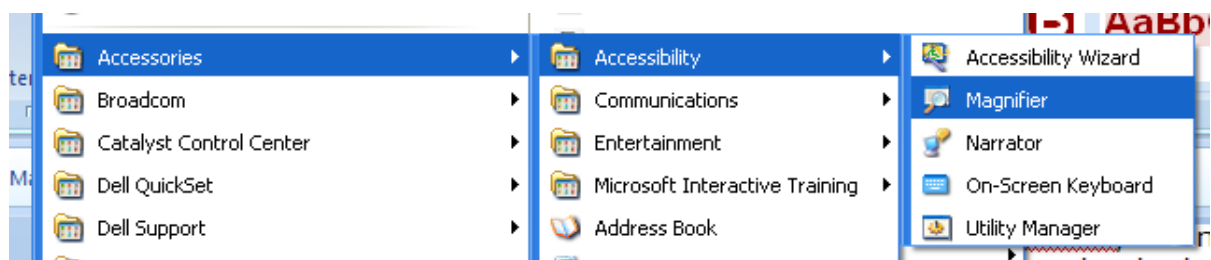 AaBb
Accessories
Accessibility
Accessibility Wizard
Broadcom
Communications
Magnifier
Catalyst Control Center
Entertainment
Narrator
Dell QuickSet
Microsoft Interactive Training
On-Screen Keyboard
Dell Support
Address Book
Utility Manager